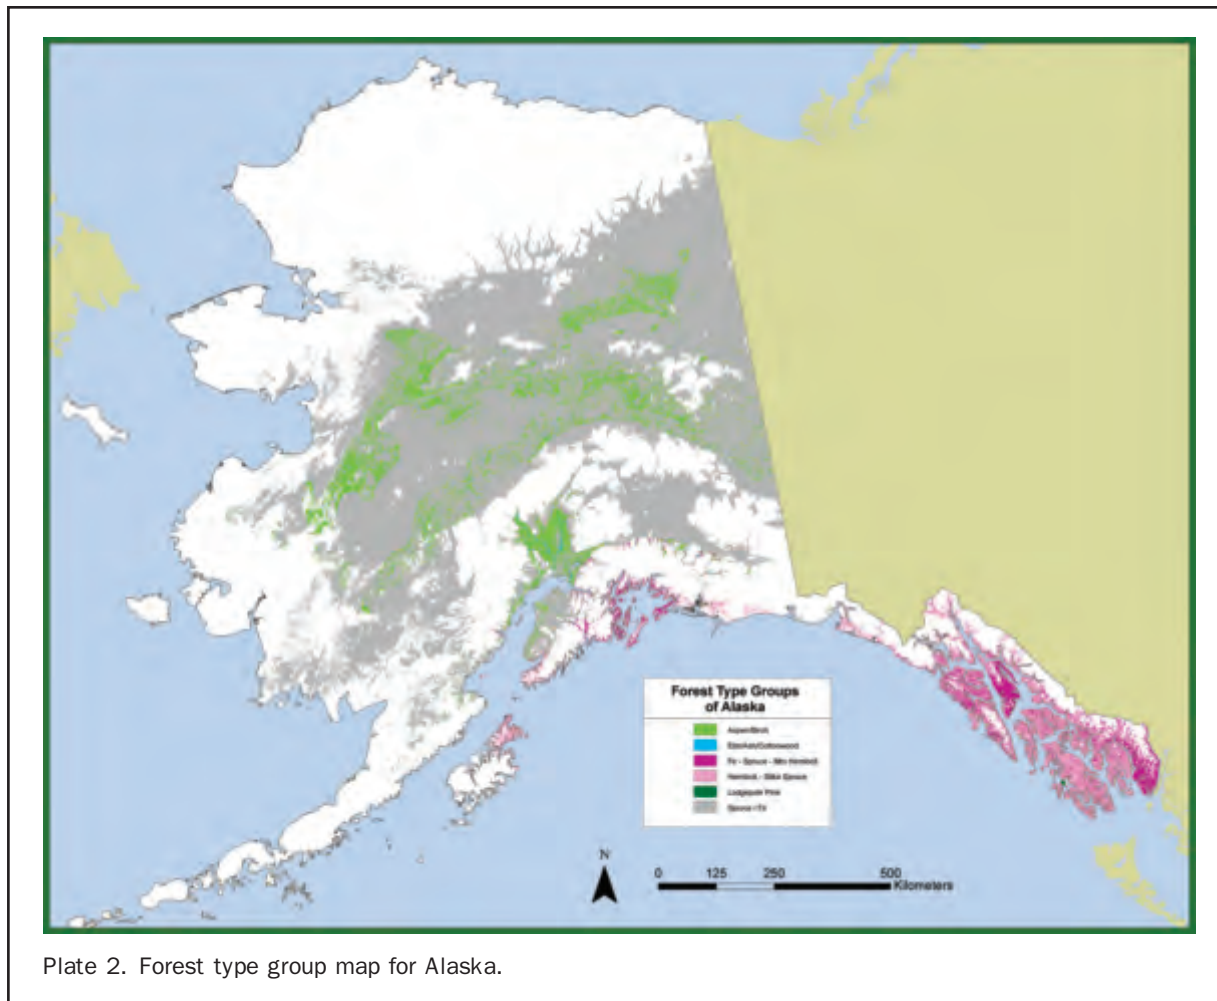 Forest Type Groups
of Alaska
Aspen/Birch
Elm/Ash/Cottonwood
Fir - Spruce - Mtn Hemlock
Hemlock - Sitka Spruce
Lodgepole Pine
Spruce / Fir
N
0 125 250 500
Kilometers
Plate 2. Forest type group map for Alaska.